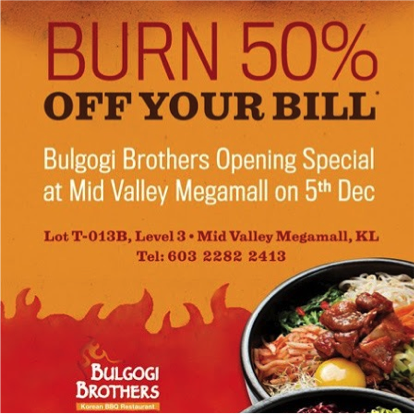 BURN 50%
OFF YOUR BILL*
Bulgogi Brothers Opening Special
at Mid Valley Megamall on 5th Dec
Lot T-013B, Level 3 • Mid Valley Megamall, KL
Tel: 603 2282 2413
BULGOGI
BROTHERS
Korean BBQ Restaurant